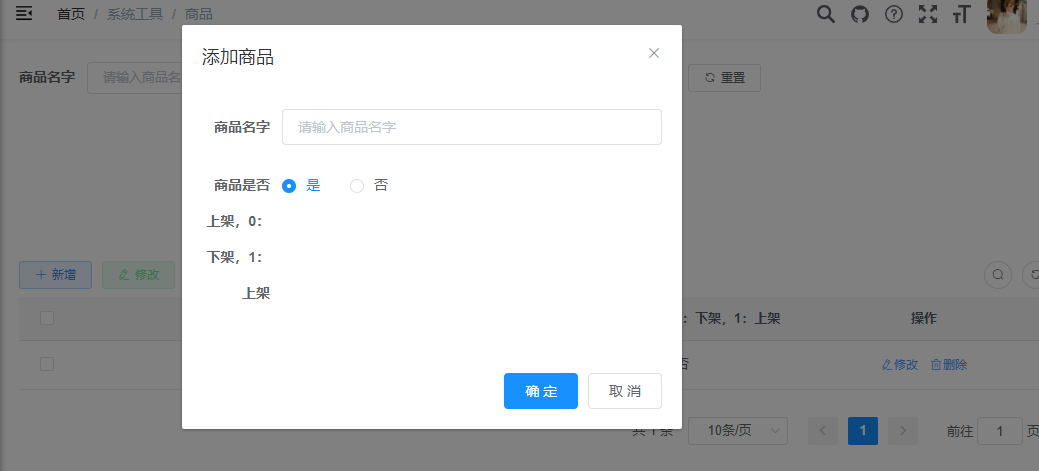 首页 / 系统工具 / 商品
添加商品
商品名字 请输入商品名
重置
商品名字 请输入商品名字
商品是否 是 否
上架，0：
下架，1：
上架
新增 修改
：下架，1：上架 操作
否 修改 删除
确 定 取 消
共 1 条 10条/页 1 前往 1 页